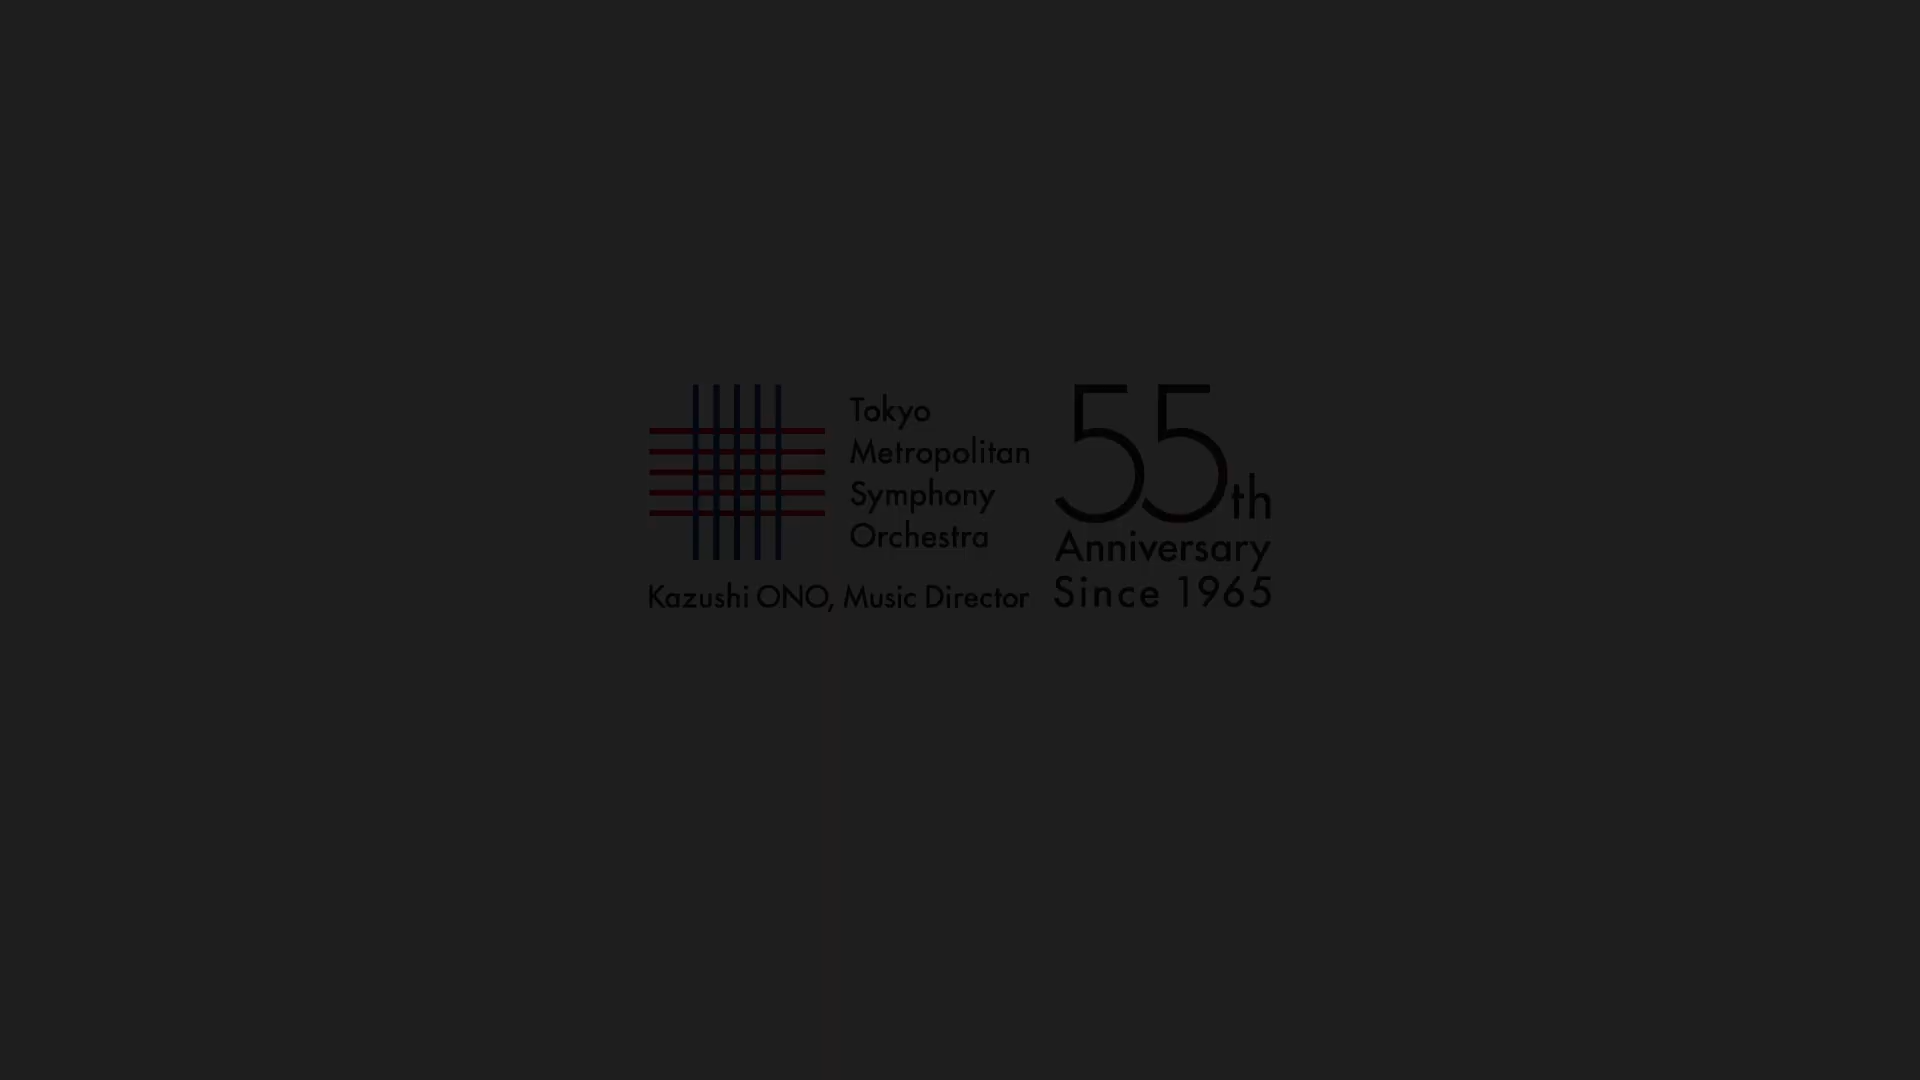 Tokyo
Metropolitan
Symphony
Orchestra
Kazushi ONO, Music Director
55th
Anniversary
Since 1965